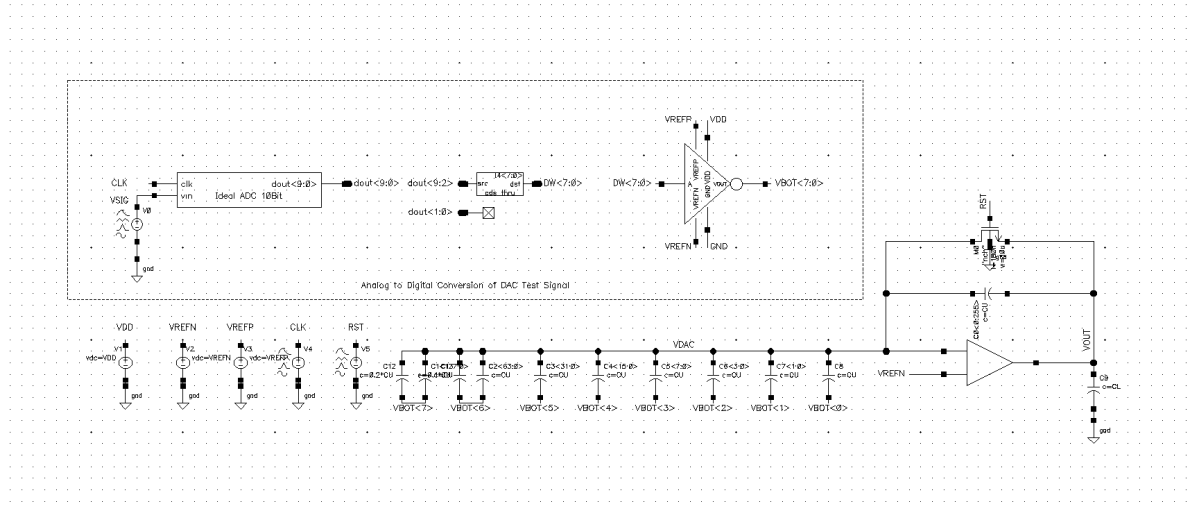 VREFP
VDD
I4<7:0>
CLK
clk
dout<9:0>
dout<9:0>
dout<9:2>
src
dst
cds_thru
DW<7:0>
DW<7:0>
A
VREFP
GND VDD
VREFN
VOUT
VBOT<7:0>
vin
Ideal ADC 10Bit
VSIG
V0
dout<1:0>
RST
VREFN
GND
M0
"nch"
gnd
Analog to Digital Conversion of DAC Test Signal
C0<0:255>
c=CU
VDD
VREFN
VREFP
CLK
RST
VOUT
VDAC
V1
vdc=VDD
V2
vdc=VREFN
V3
V4
V5
C12
c=0.2*CU
C2<63:0>
c=CU
C3<31:0>
c=CU
C4<15:0>
c=CU
C5<7:0>
c=CU
C6<3:0>
c=CU
C7<1:0>
c=CU
C8
c=CU
VREFN
C9
c=CL
gnd
gnd
gnd
gnd
gnd
VBOT<7>
VBOT<6>
VBOT<5>
VBOT<4>
VBOT<3>
VBOT<2>
VBOT<1>
VBOT<0>
gnd